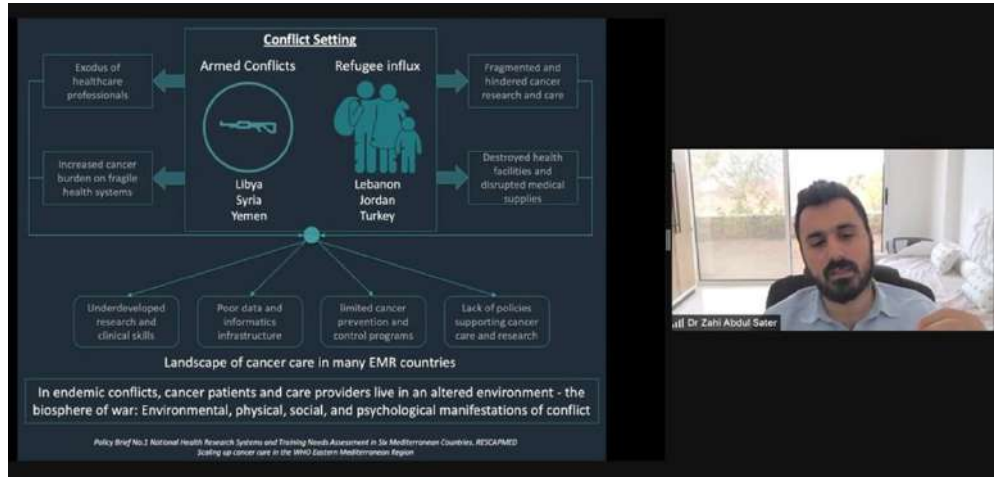 Conflict Setting
Armed Conflicts
Refugee influx
Exodus of
healthcare
professionals
Fragmented and
hindered cancer
research and care
Increased cancer
burden on fragile
health systems
Destroyed health
facilities and
disrupted medical
supplies
Libya
Syria
Yemen
Lebanon
Jordan
Turkey
Underdeveloped
research and
clinical skills
Poor data and
informatics
infrastructure
limited cancer
prevention and
control programs
Lack of policies
supporting cancer
care and research
Landscape of cancer care in many EMR countries
In endemic conflicts, cancer patients and care providers live in an altered environment - the
biosphere of war: Environmental, physical, social, and psychological manifestations of conflict
Policy Brief No.1 National Health Research Systems and Training Needs Assessment in Six Mediterranean Countries. RESCAPMED
Scaling up cancer care in the WHO Eastern Mediterranean Region
Dr Zahi Abdul Sater